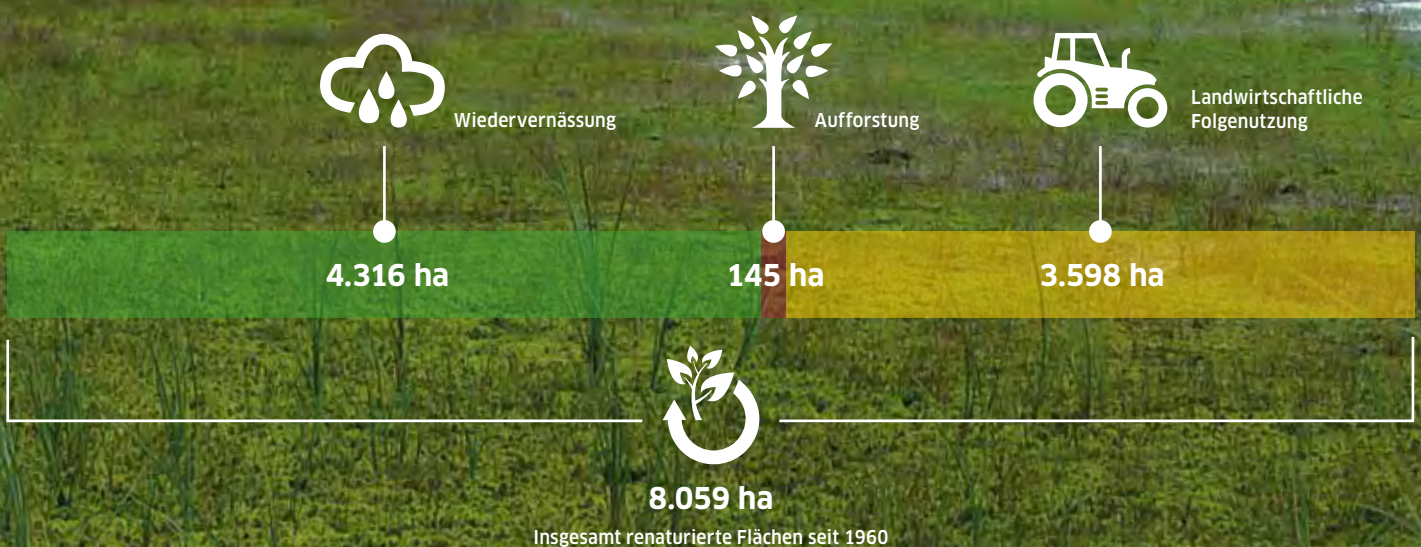 Wiedervernässung
Aufforstung
Landwirtschaftliche
Folgenutzung
4.316 ha
145 ha
3.598 ha
8.059 ha
Insgesamt renaturierte Flächen seit 1960